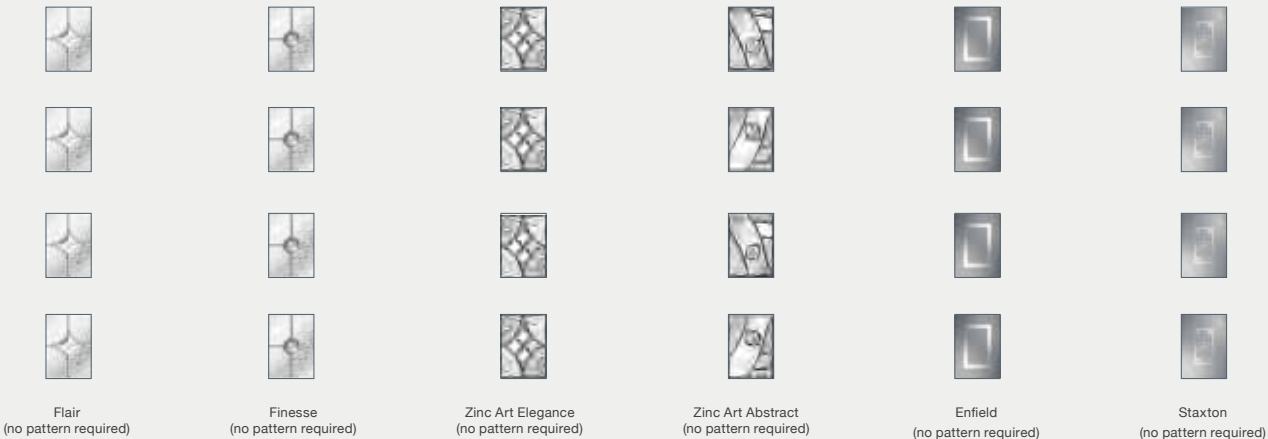 Flair
(no pattern required)
Finesse
(no pattern required)
Zinc Art Elegance
(no pattern required)
Zinc Art Abstract
(no pattern required)
Enfield
(no pattern required)
Staxton
(no pattern required)